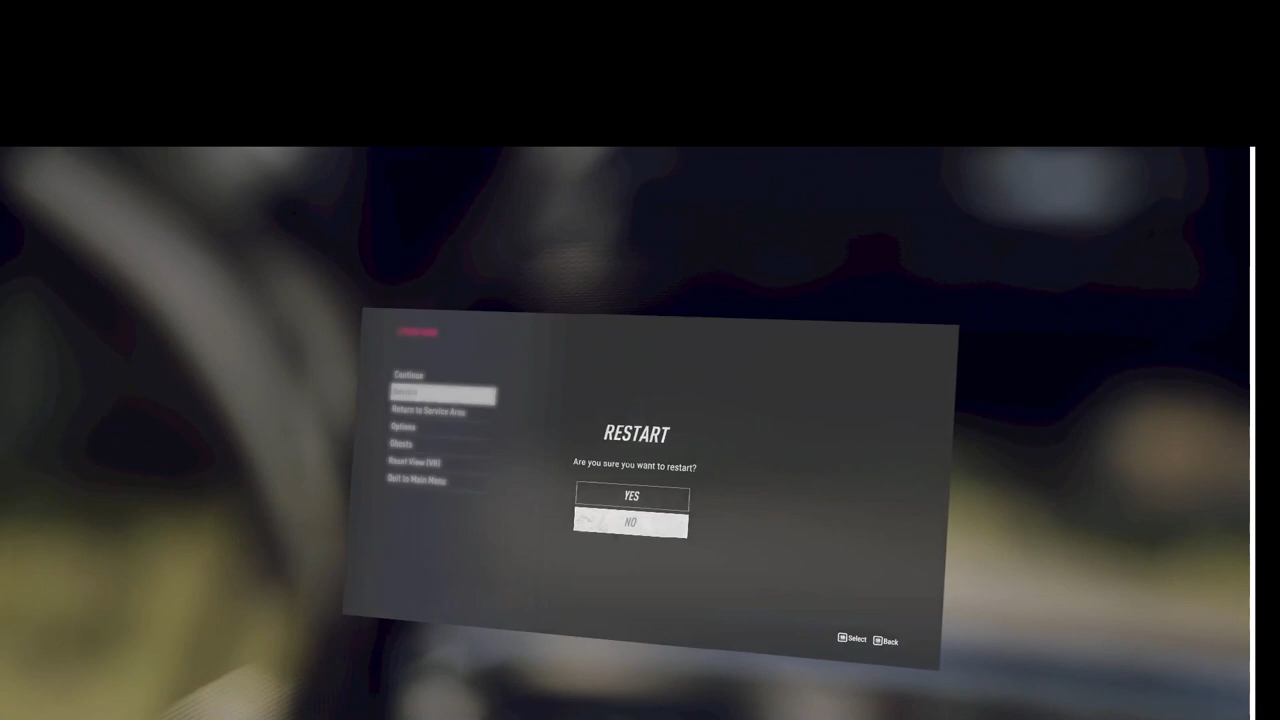 Continue
Return to Service Area
Options
Ghosts
Reset View (VR)
Quit to Main Menu
RESTART
Are you sure you want to restart?
YES
NO
Select
Back